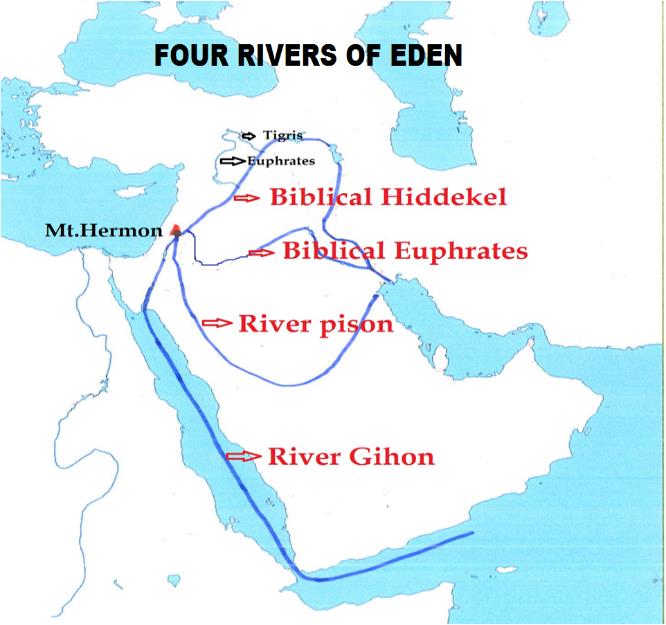 FOUR RIVERS OF EDEN
Tigris
Euphrates
Biblical Hiddekel
Mt.Hermon
Biblical Euphrates
River pison
River Gihon